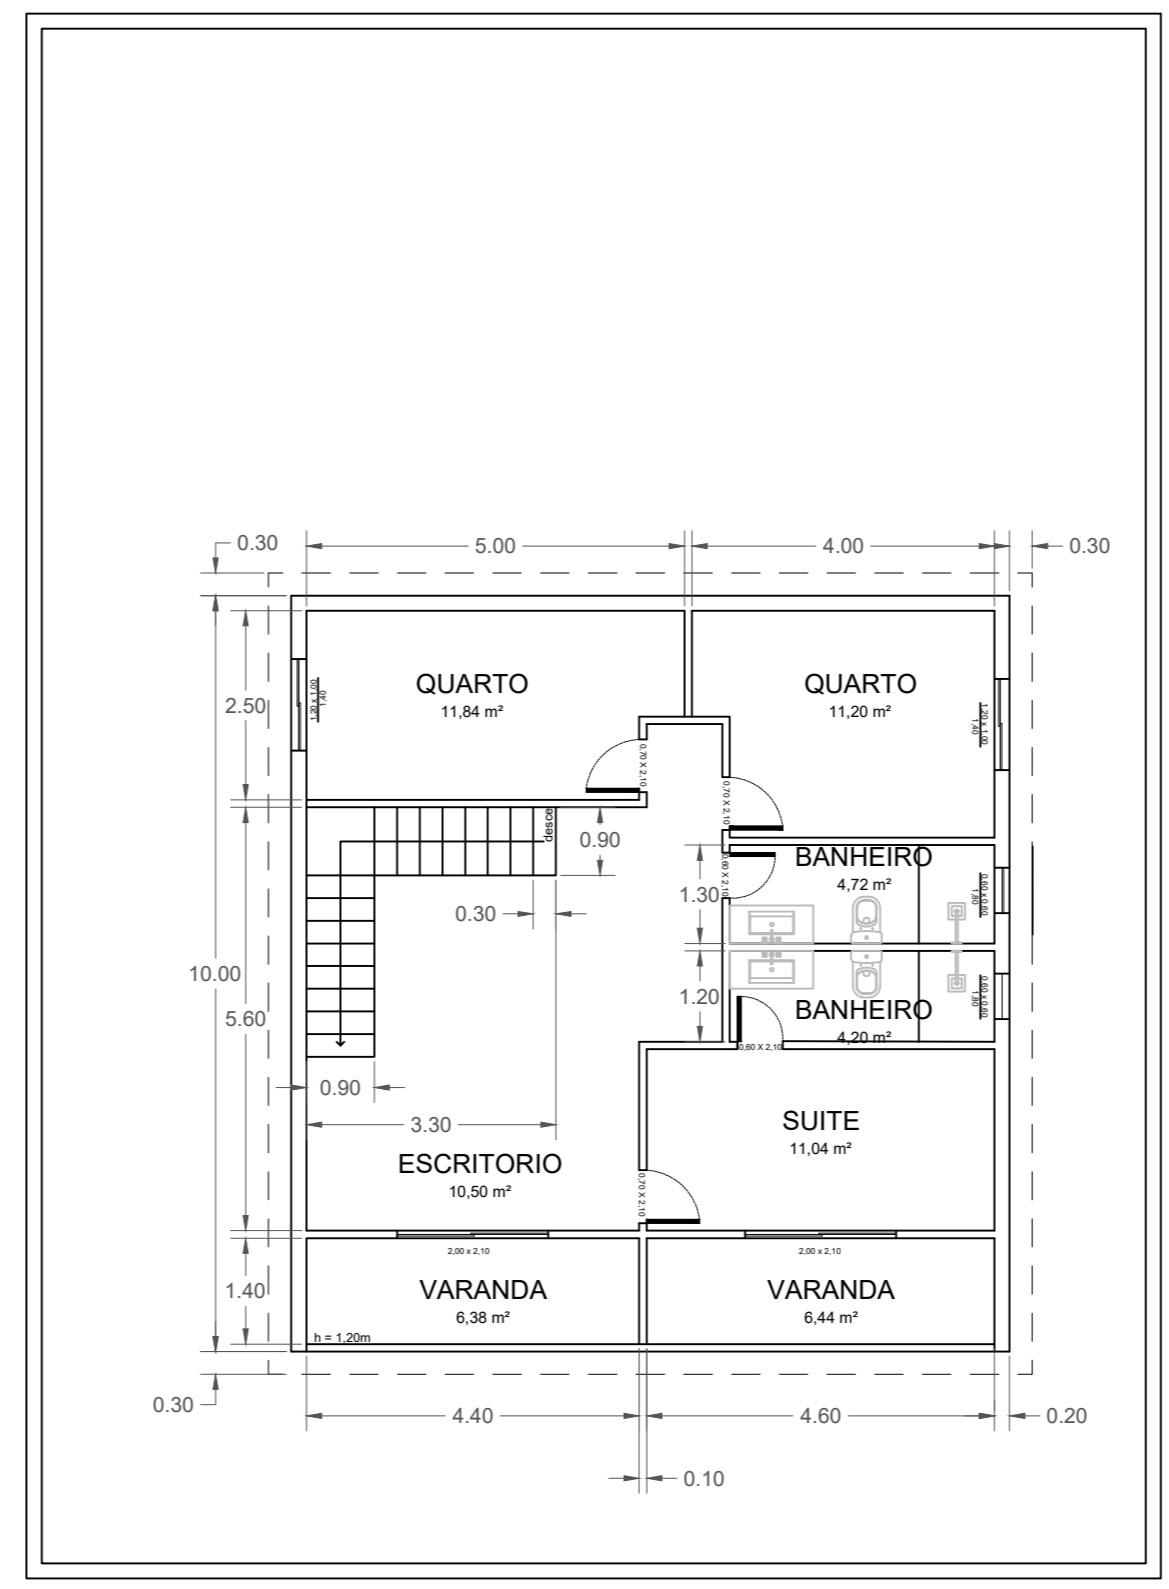 0.30
5.00
4.00
0.30
QUARTO
11,84 m²
QUARTO
11,20 m²
2.50
1,20 x 1,00
1,40
1,20 x 1,00
1,40
0,70 X 2,10
0,70 X 2,10
desce
0.90
BANHEIRO
4,72 m²
0,60 X 2,10
1.30
0,60 x 0,60
1,80
0.30
10.00
5.60
1.20
BANHEIRO
4,20 m²
0,60 x 0,60
1,80
0,60 X 2,10
0.90
3.30
SUITE
11,04 m²
ESCRITORIO
10,50 m²
0,70 X 2,10
2,00 x 2,10
2,00 x 2,10
1.40
VARANDA
6,38 m²
VARANDA
6,44 m²
h = 1,20m
0.30
4.40
4.60
0.20
0.10